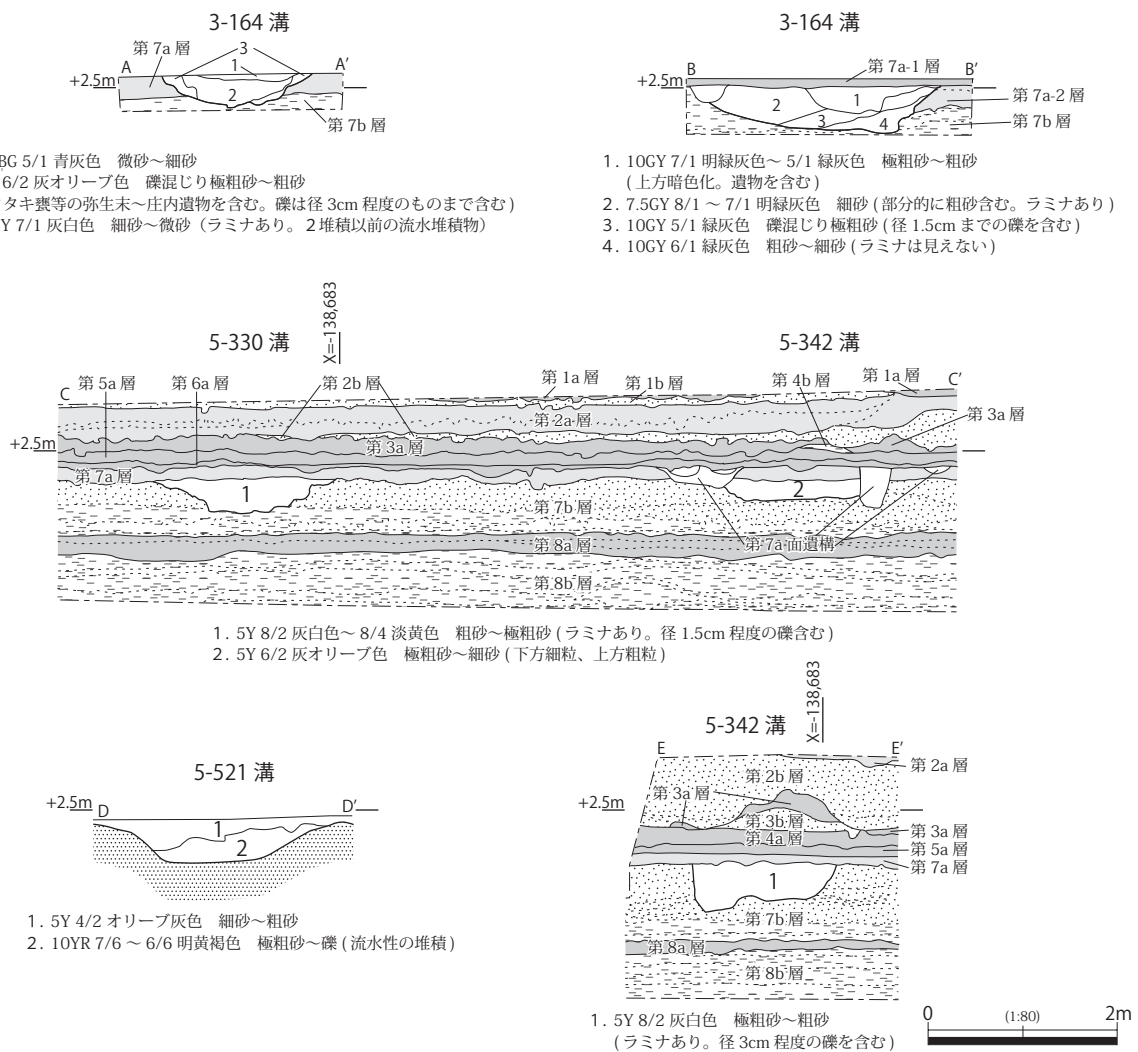 3-164 溝
第 7a 層
3
A
1
A’
+2.5m
2
第 7b 層
BG 5/1 青灰色 微砂～細砂
6/2 灰オリーブ色 礫混じり極粗砂～粗砂
タキ甕等の弥生末～庄内遺物を含む。礫は径 3cm 程度のものまで含む )
Y 7/1 灰白色 細砂～微砂（ラミナあり。２堆積以前の流水堆積物）
3-164 溝
B
第 7a-1 層
B’
+2.5m
2
1
第 7a-2 層
3
4
第 7b 層
1．10GY 7/1 明緑灰色～ 5/1 緑灰色 極粗砂～粗砂
( 上方暗色化。遺物を含む )
2．7.5GY 8/1 ～ 7/1 明緑灰色 細砂 ( 部分的に粗砂含む。ラミナあり )
3．10GY 5/1 緑灰色 礫混じり極粗砂 ( 径 1.5cm までの礫を含む )
4．10GY 6/1 緑灰色 粗砂～細砂 ( ラミナは見えない )
5-330 溝
X=-138,683
5-342 溝
C
第 5a 層
第 6a 層
第 2b 層
第 1a 層
第 1b 層
第 4b 層
第 1a 層
C’
第 2a 層
第 3a 層
+2.5m
第 3a 層
第 7a 層
1
2
第 7b 層
第 8a 層
第 7a 面遺構
第 8b 層
1．5Y 8/2 灰白色～ 8/4 淡黄色 粗砂～極粗砂 ( ラミナあり。径 1.5cm 程度の礫含む )
2．5Y 6/2 灰オリーブ色 極粗砂～細砂 ( 下方細粒、上方粗粒 )
5-521 溝
+2.5m
D
D’
1
2
1．5Y 4/2 オリーブ灰色 細砂～粗砂
2．10YR 7/6 ～ 6/6 明黄褐色 極粗砂～礫 ( 流水性の堆積 )
5-342 溝
X=-138,683
E
E’
第 2a 層
第 2b 層
第 3a 層
+2.5m
第 3b 層
第 3a 層
第 4a 層
第 5a 層
第 7a 層
1
第 7b 層
第 8a 層
第 8b 層
1．5Y 8/2 灰白色 極粗砂～粗砂
( ラミナあり。径 3cm 程度の礫を含む )
0
(1:80)
2m